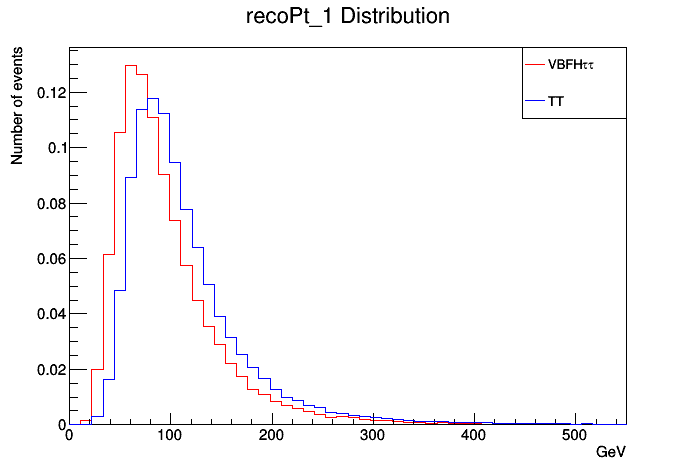 recoPt_1 Distribution
Number of events
VBFHττ
TT
0.12
0.1
0.08
0.06
0.04
0.02
0
0 100 200 300 400 500
GeV